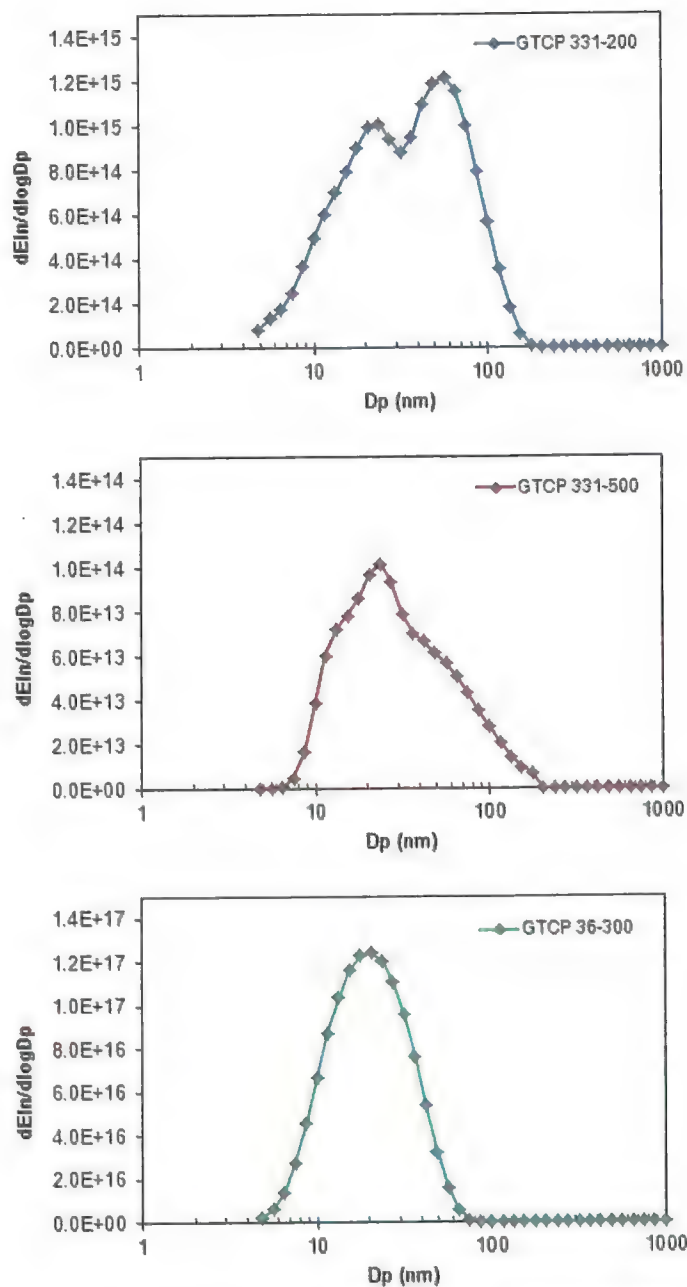 GTCP 331-200
1.4E+15
1.2E+15
1.0E+15
8.0E+14
6.0E+14
4.0E+14
2.0E+14
0.0E+00
dEIn/dlogDp
1 10 100 1000
Dp (nm)
GTCP 331-500
1.4E+14
1.2E+14
1.0E+14
8.0E+13
6.0E+13
4.0E+13
2.0E+13
0.0E+00
dEIn/dlogDp
1 10 100 1000
Dp (nm)
GTCP 36-300
1.4E+17
1.2E+17
1.0E+17
8.0E+16
6.0E+16
4.0E+16
2.0E+16
0.0E+00
dEIn/dlogDp
1 10 100 1000
Dp (nm)